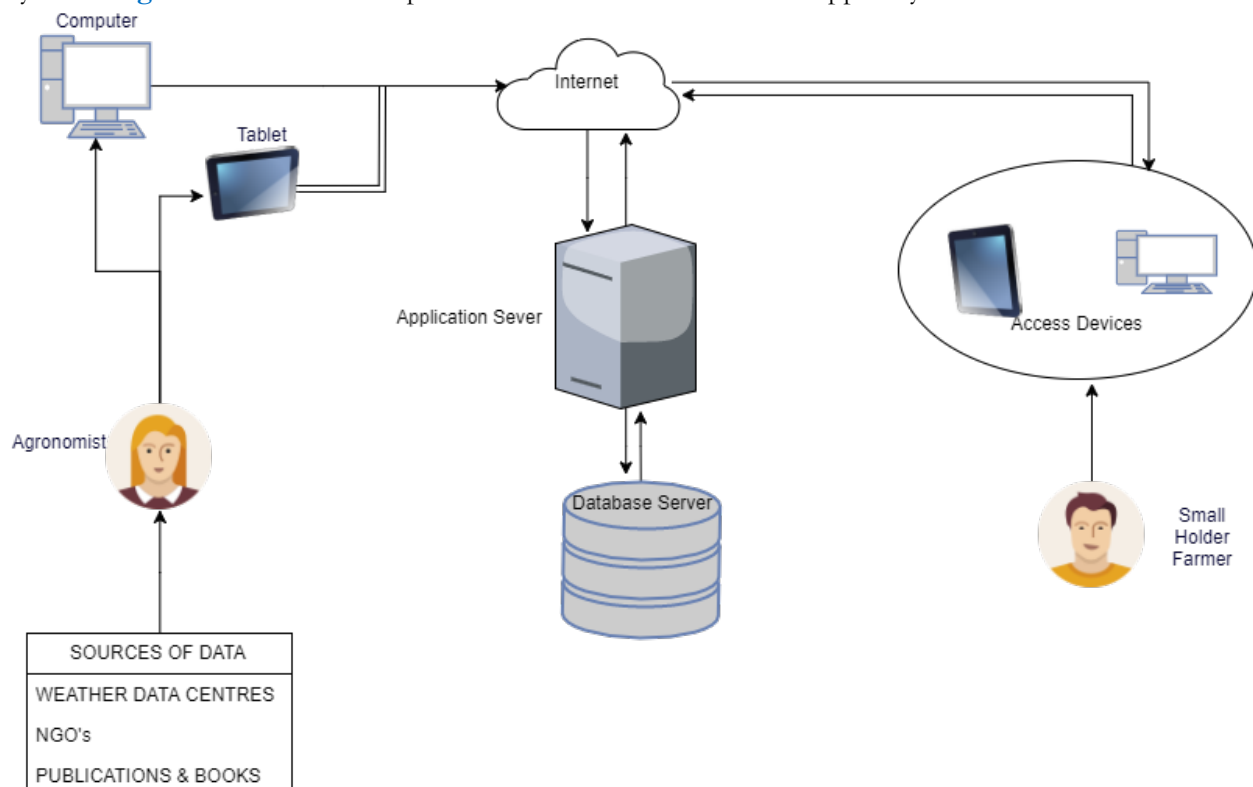 Computer
Internet
Tablet
Application Sever
Access Devices
Agronomist
Database Server
Small
Holder
Farmer
SOURCES OF DATA
WEATHER DATA CENTRES
NGO's
PUBLICATIONS & BOOKS